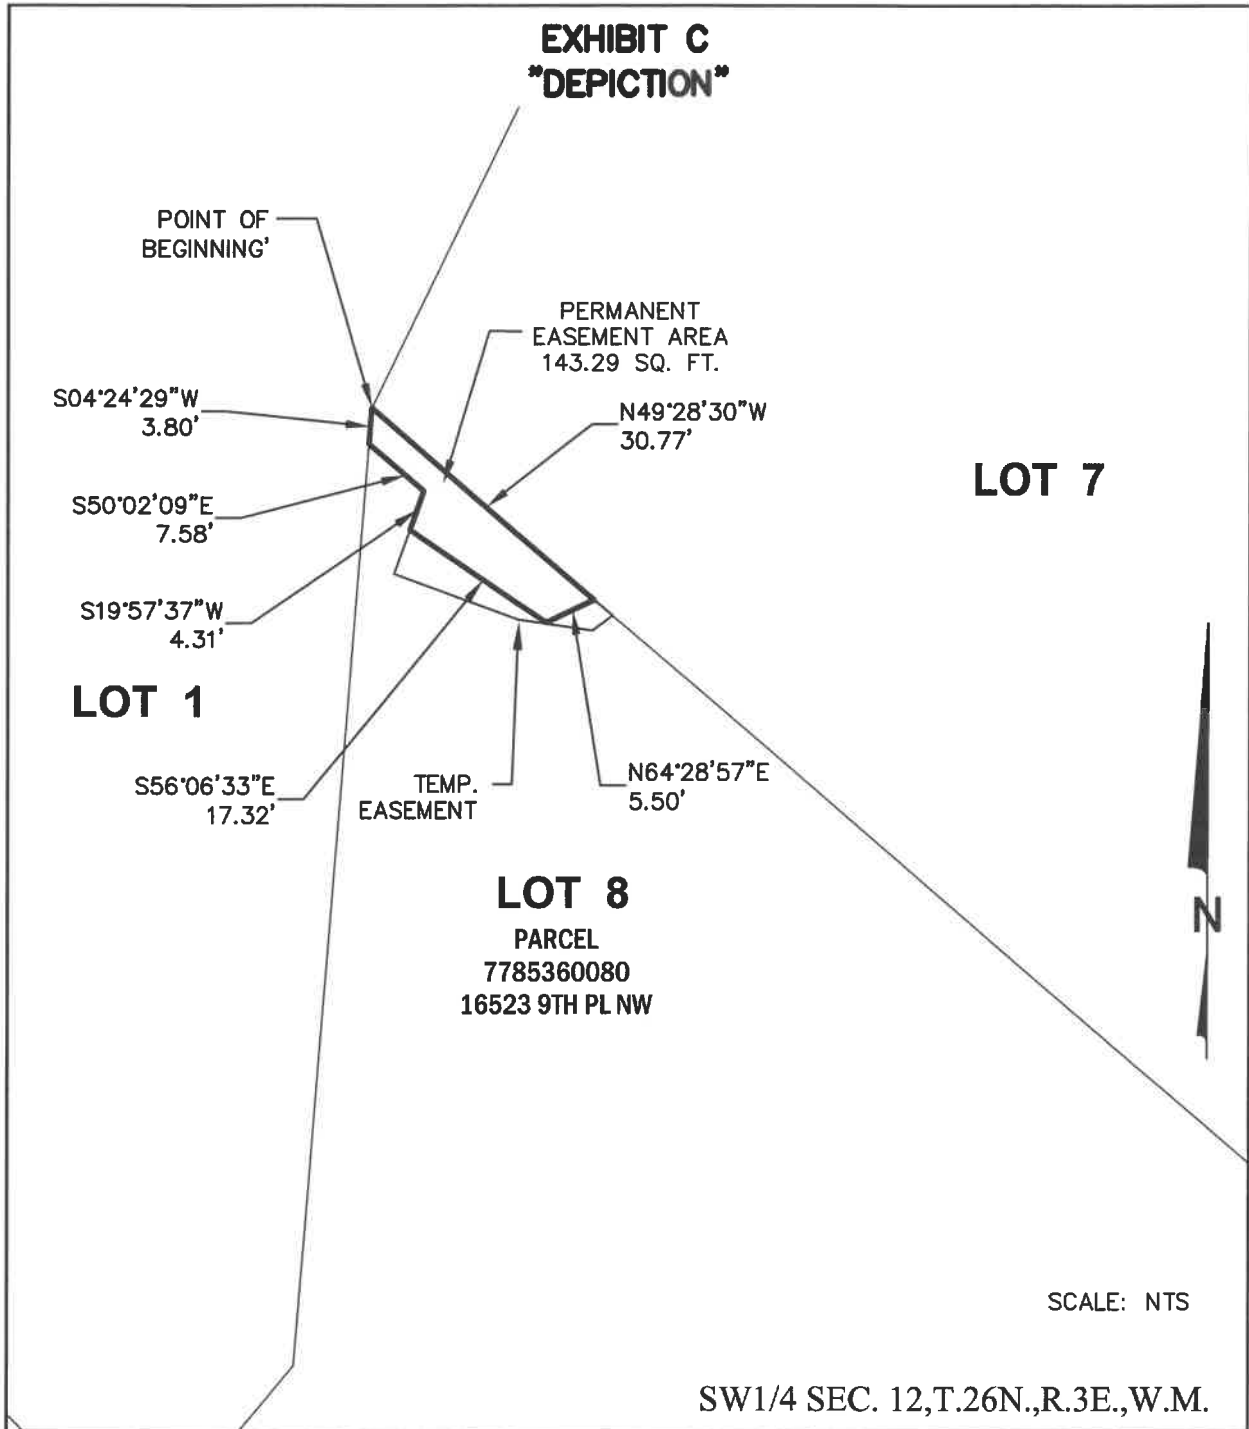 EXHIBIT C
"DEPICTION"
POINT OF
BEGINNING'
PERMANENT
EASEMENT AREA
143.29 SQ. FT.
S04°24'29"W
3.80'
N49°28'30"W
30.77'
LOT 7
S50°02'09"E
7.58'
S19°57'37"W
4.31'
LOT 1
S56°06'33"E
17.32'
TEMP.
EASEMENT
N64°28'57"E
5.50'
LOT 8
PARCEL
7785360080
16523 9TH PL NW
N
SCALE: NTS
SW1/4 SEC. 12,T.26N.,R.3E.,W.M.